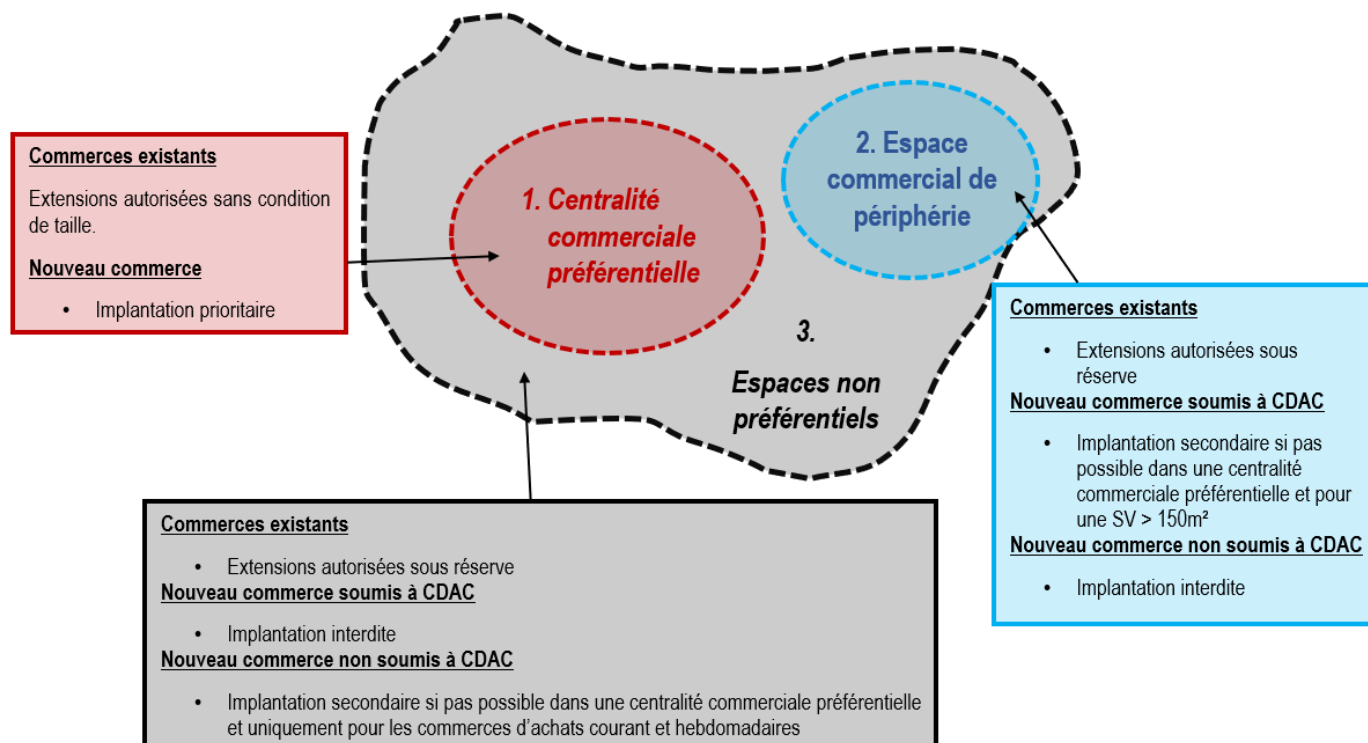 1. Centralité
commerciale
préférentielle
2. Espace
commercial de
périphérie
3.
Espaces non
préférentiels
Commerces existants
Extensions autorisées sans condition
de taille.
Nouveau commerce
• Implantation prioritaire
Commerces existants
• Extensions autorisées sous
réserve
Nouveau commerce soumis à CDAC
• Implantation secondaire si pas
possible dans une centralité
commerciale préférentielle et pour
une SV > 150m²
Nouveau commerce non soumis à CDAC
• Implantation interdite
Commerces existants
• Extensions autorisées sous réserve
Nouveau commerce soumis à CDAC
• Implantation interdite
Nouveau commerce non soumis à CDAC
• Implantation secondaire si pas possible dans une centralité commerciale préférentielle
et uniquement pour les commerces d'achats courant et hebdomadaires